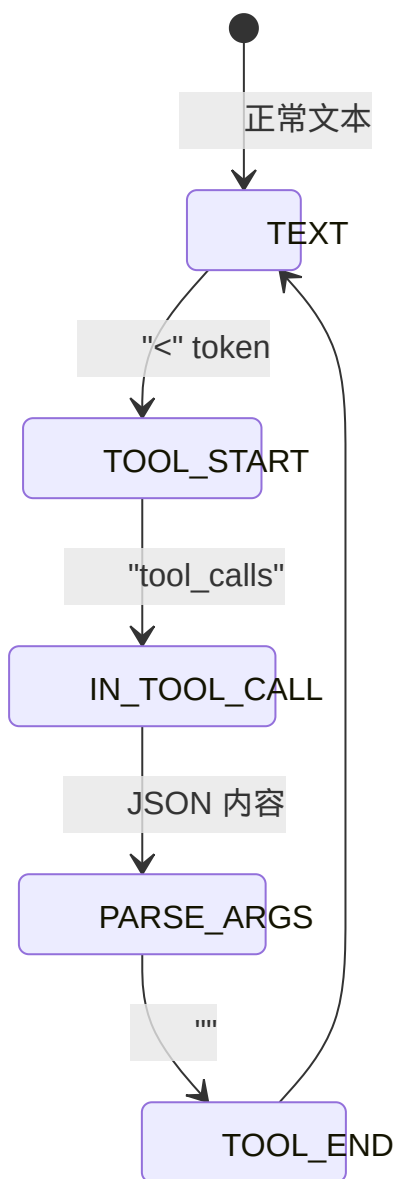 正常文本
TEXT
"<" token
TOOL_START
"tool_calls"
IN_TOOL_CALL
JSON 内容
PARSE_ARGS
""
TOOL_END